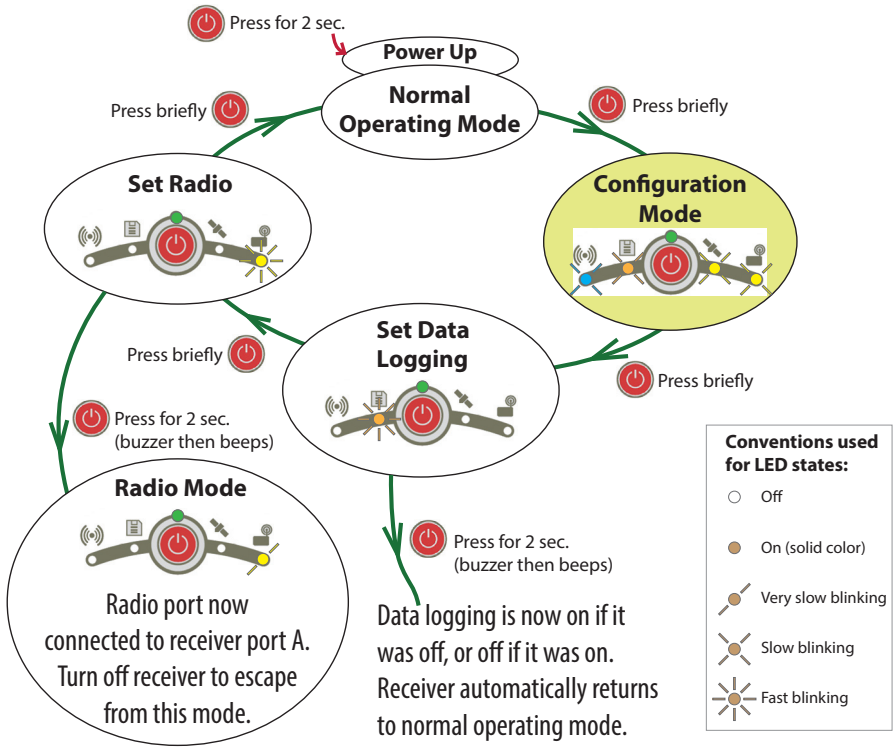 Press for 2 sec.
Power Up
Normal
Operating Mode
Press briefly
Press briefly
Set Radio
Configuration
Mode
Set Data
Logging
Press briefly
Press briefly
Press for 2 sec.
(buzzer then beeps)
Radio Mode
Radio port now
connected to receiver port A.
Turn off receiver to escape
from this mode.
Press for 2 sec.
(buzzer then beeps)
Data logging is now on if it
was off, or off if it was on.
Receiver automatically returns
to normal operating mode.
Conventions used
for LED states:
Off
On (solid color)
Very slow blinking
Slow blinking
Fast blinking